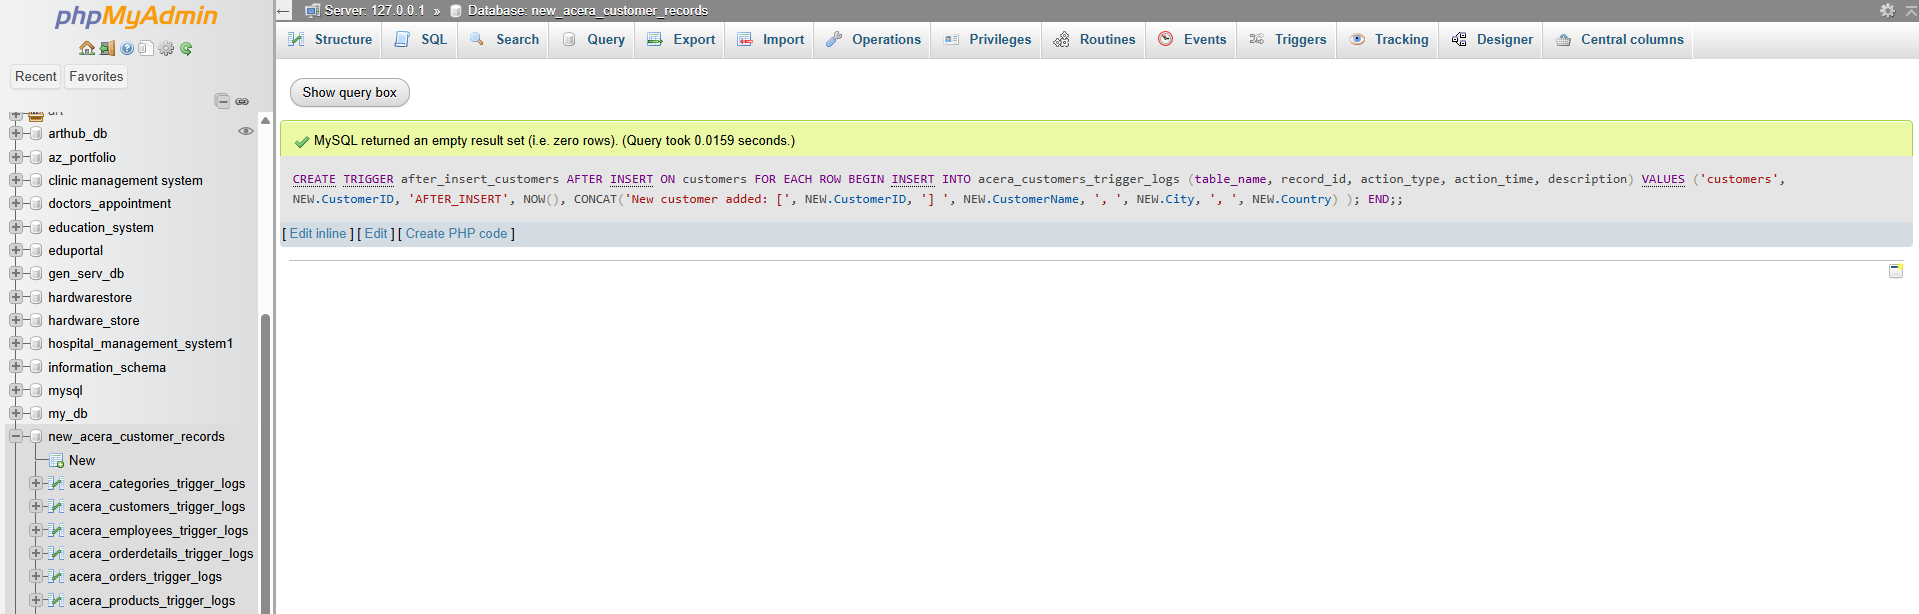 phpMyAdmin
Recent Favorites
art
arthub_db
az_portfolio
clinic management system
doctors_appointment
education_system
eduportal
gen_serv_db
hardwarestore
hardware_store
hospital_management_system1
information_schema
mysql
my_db
new_acera_customer_records
New
acera_categories_trigger_logs
acera_customers_trigger_logs
acera_employees_trigger_logs
acera_orderdetails_trigger_logs
acera_orders_trigger_logs
acera_products_trigger_logs
Server: 127.0.0.1 » Database: new_acera_customer_records
Structure SQL Search Query Export Import Operations Privileges Routines Events Triggers Tracking Designer Central columns
Show query box
MySQL returned an empty result set (i.e. zero rows). (Query took 0.0159 seconds.)
CREATE TRIGGER after_insert_customers AFTER INSERT ON customers FOR EACH ROW BEGIN INSERT INTO acera_customers_trigger_logs (table_name, record_id, action_type, action_time, description) VALUES ('customers',
NEW.CustomerID, 'AFTER_INSERT', NOW(), CONCAT('New customer added: [', NEW.CustomerID, '] ', NEW.CustomerName, ', ', NEW.City, ', ', NEW.Country) ); END;;
[ Edit inline ] [ Edit ] [ Create PHP code ]